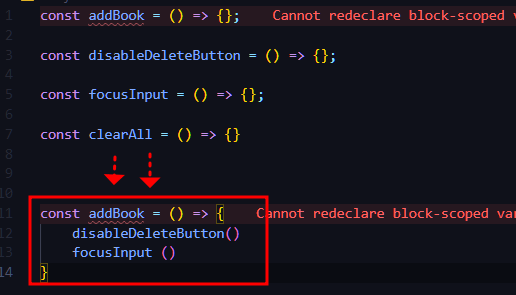 1 const addBook = () => {}; Cannot redeclare block-scoped
2
3 const disableDeleteButton = () => {};
4
5 const focusInput = () => {};
6
7 const clearAll = () => {}
8
9
10
11 const addBook = () => { Cannot redeclare block-scoped
12 disableDeleteButton()
13 focusInput ()
14 }